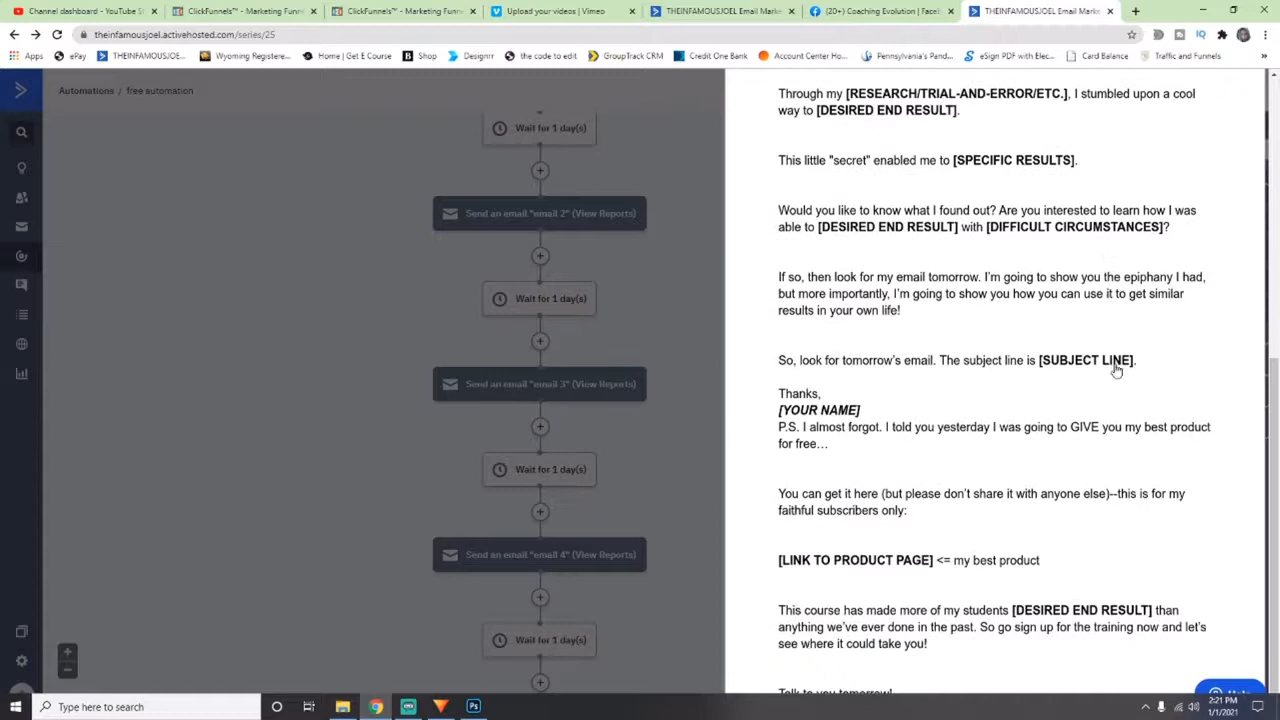 Channel dashboard - YouTube S
ClickFunnels™ - Marketing Funne
ClickFunnels™ - Marketing Funne
Upload your videos | Vimeo
THEINFAMOUSJOEL Email Market
(20+) Coaching Evolution | Faceb
THEINFAMOUSJOEL Email Market
theinfamousjoel.activehosted.com/series/25
Apps
ePay
THEINFAMOUSJOE...
Wyoming Registere...
Home | Get E Course
Bub
Shop
Designrr
the code to edit
GroupTrack CRM
Credit One Bank
Account Center Ho...
Pennsylvania's Pand...
eSign PDF with Elec...
Card Balance
Traffic and Funnels
Automations / free automation
Wait for 1 day(s)
Send an email "email 2" (View Reports)
Wait for 1 day(s)
Send an email "email 3" (View Reports)
Wait for 1 day(s)
Send an email "email 4" (View Reports)
Wait for 1 day(s)
Through my [RESEARCH/TRIAL-AND-ERROR/ETC.], I stumbled upon a cool
way to [DESIRED END RESULT].
This little "secret" enabled me to [SPECIFIC RESULTS].
Would you like to know what I found out? Are you interested to learn how I was
able to [DESIRED END RESULT] with [DIFFICULT CIRCUMSTANCES]?
If so, then look for my email tomorrow. I'm going to show you the epiphany I had,
but more importantly, I'm going to show you how you can use it to get similar
results in your own life!
So, look for tomorrow's email. The subject line is [SUBJECT LINE].
Thanks,
[YOUR NAME]
P.S. I almost forgot. I told you yesterday I was going to GIVE you my best product
for free…
You can get it here (but please don't share it with anyone else)--this is for my
faithful subscribers only:
[LINK TO PRODUCT PAGE] <= my best product
This course has made more of my students [DESIRED END RESULT] than
anything we've ever done in the past. So go sign up for the training now and let's
see where it could take you!
Talk to you tomorrow!
Help
Type here to search
2:21 PM
1/1/2021